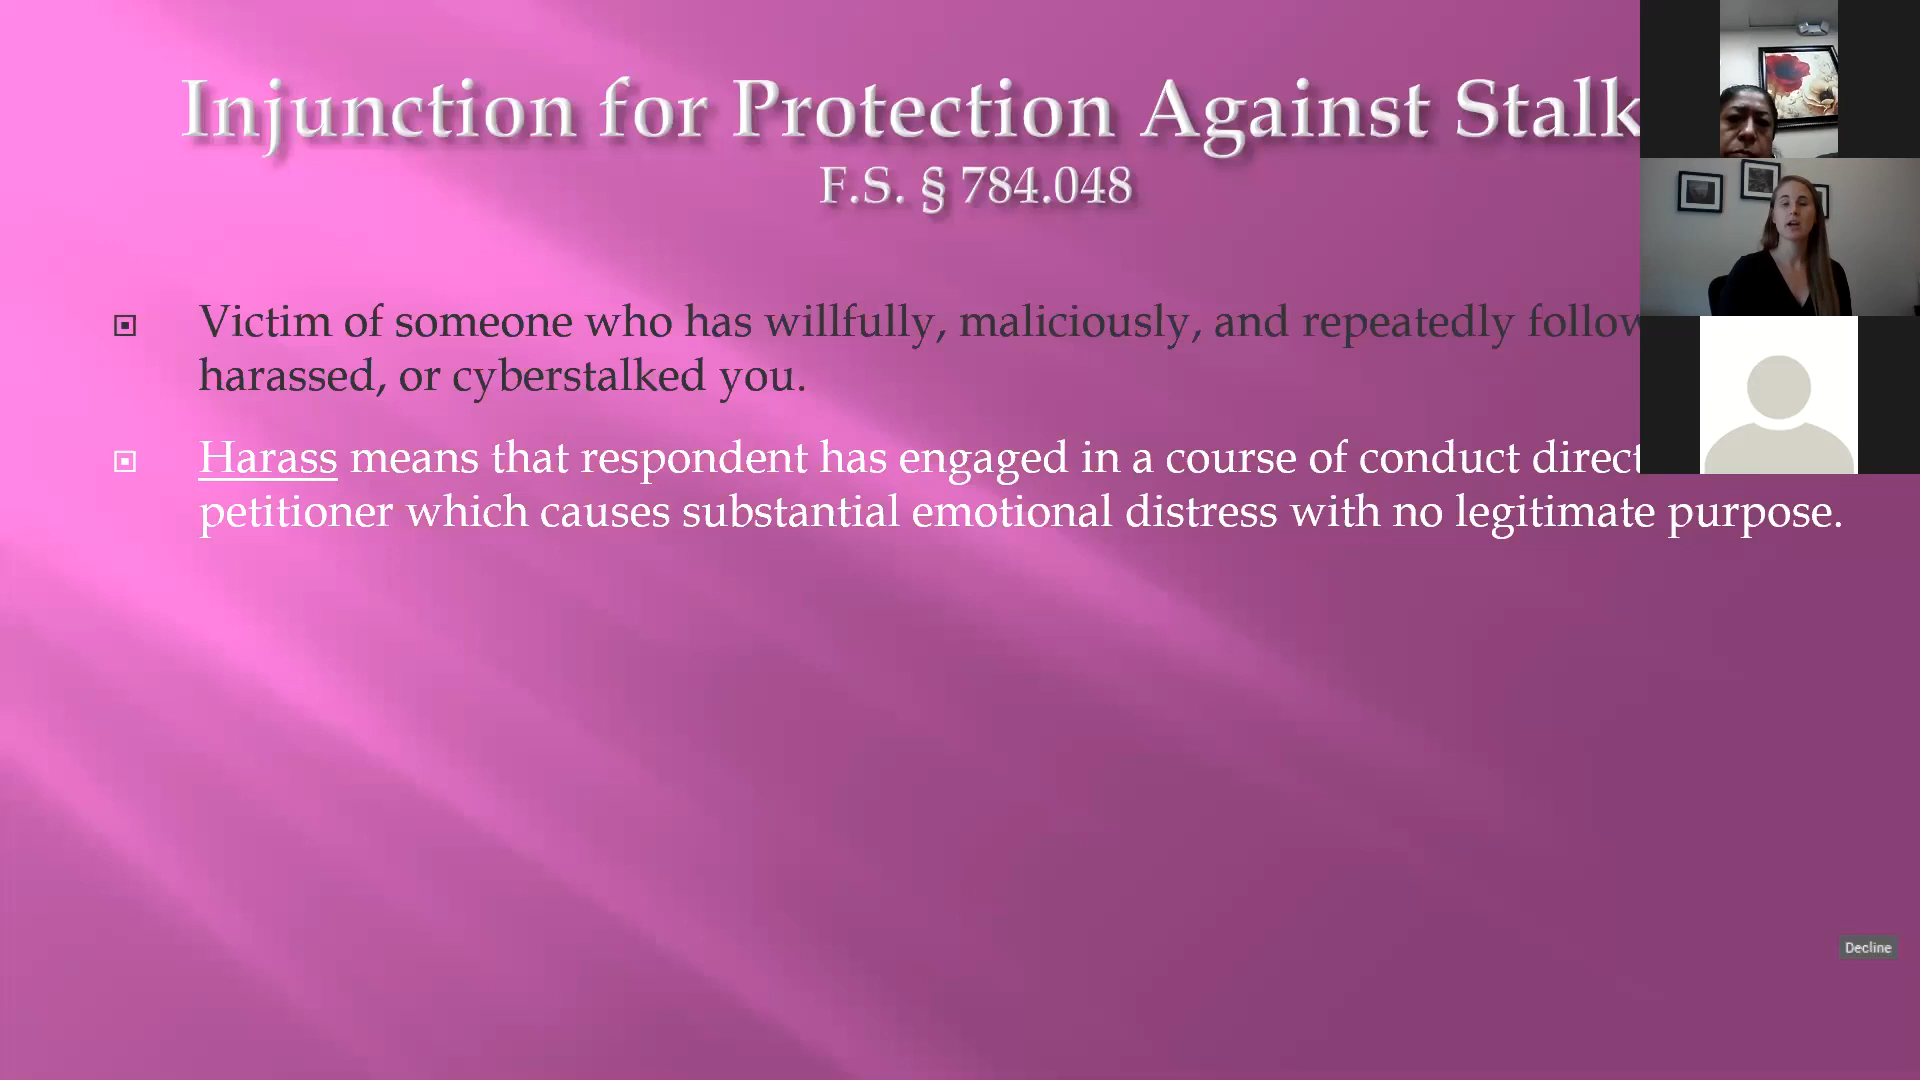 Injunction for Protection Against Stalk
F.S. § 784.048
Victim of someone who has willfully, maliciously, and repeatedly follow
harassed, or cyberstalked you.
Harass means that respondent has engaged in a course of conduct direct
petitioner which causes substantial emotional distress with no legitimate purpose.
Decline